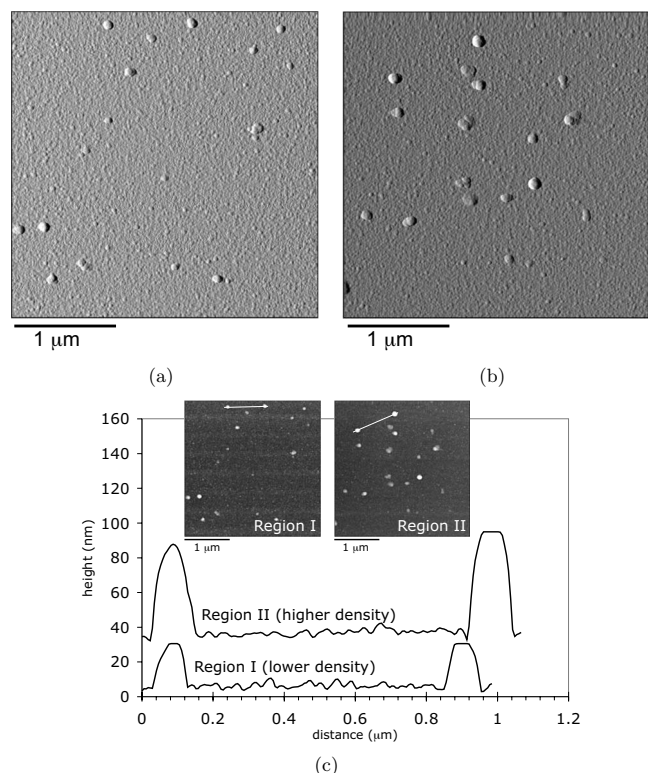 1 μm
1 μm
(a)
(b)
160
140
120
100
80
60
40
20
0
height (nm)
Region I
Region II
1 μm
1 μm
Region II (higher density)
Region I (lower density)
0
0.2
0.4
0.6
0.8
1
1.2
distance (μm)
(c)